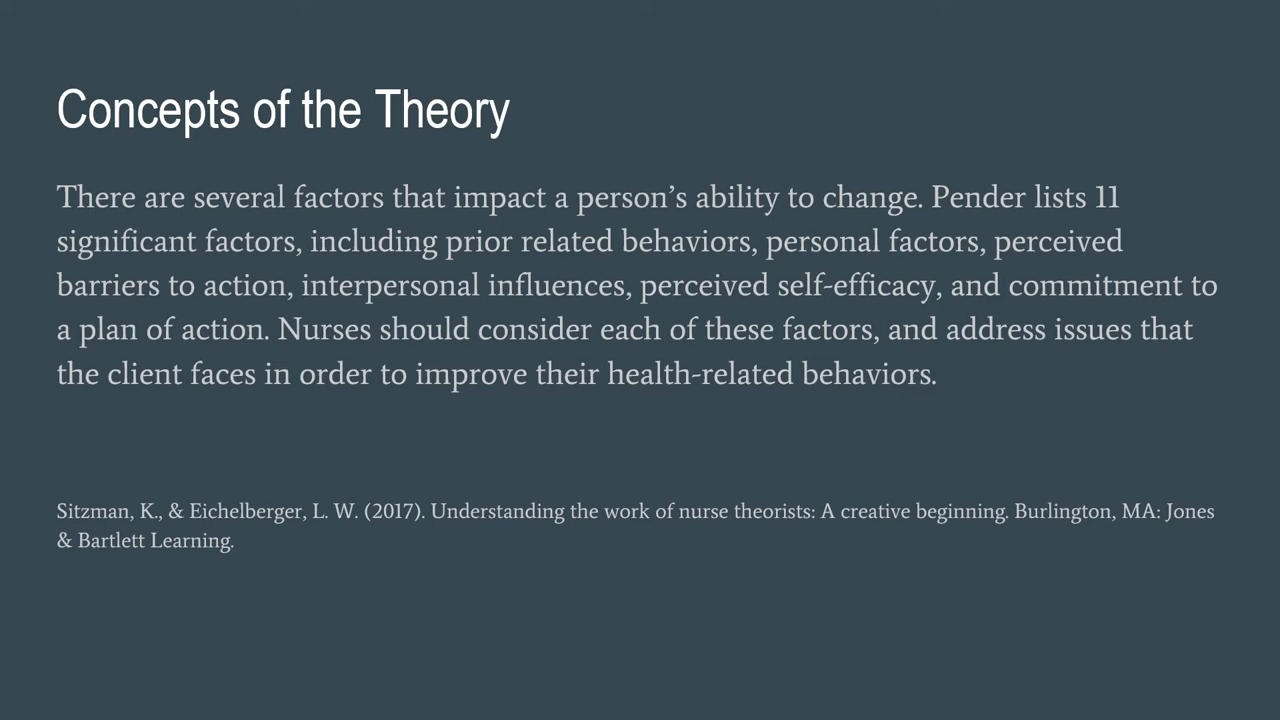 Concepts of the Theory
There are several factors that impact a person’s ability to change. Pender lists 11
significant factors, including prior related behaviors, personal factors, perceived
barriers to action, interpersonal influences, perceived self-efficacy, and commitment to
a plan of action. Nurses should consider each of these factors, and address issues that
the client faces in order to improve their health-related behaviors.
Sitzman, K., & Eichelberger, L. W. (2017). Understanding the work of nurse theorists: A creative beginning. Burlington, MA: Jones
& Bartlett Learning.